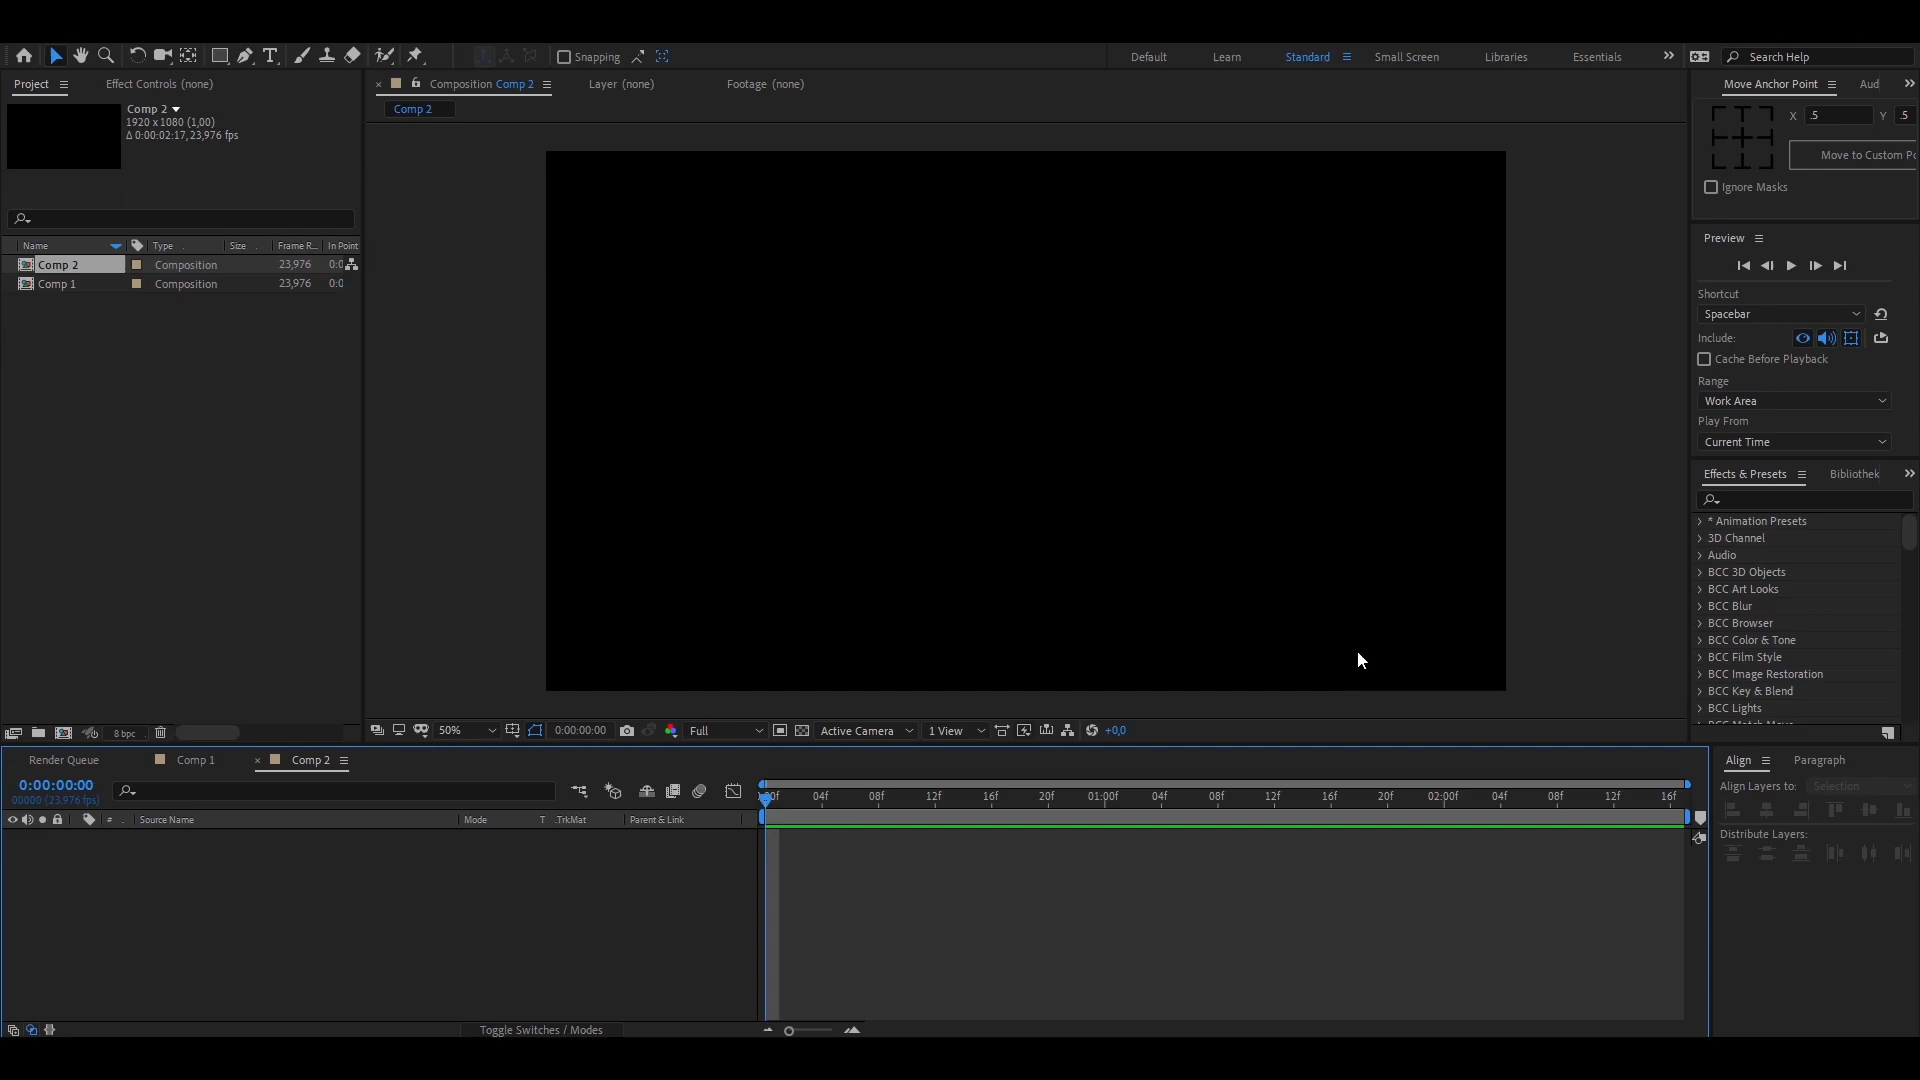 Snapping
Default
Learn
Standard
Small Screen
Libraries
Essentials
Search Help
Project
Effect Controls (none)
Composition Comp 2
Layer (none)
Footage (none)
Move Anchor Point
Aud
Comp 2
1920 x 1080 (1,00)
Δ 0:00:02:17, 23,976 fps
Comp 2
X .5 Y .5
Move to Custom Po
Ignore Masks
Name
Type
Size
Frame R...
In Point
Comp 2 Composition 23,976 0:0
Comp 1 Composition 23,976 0:0
Preview
Shortcut
Spacebar
Include:
Cache Before Playback
Range
Work Area
Play From
Current Time
Effects & Presets
Bibliothek
* Animation Presets
3D Channel
Audio
BCC 3D Objects
BCC Art Looks
BCC Blur
BCC Browser
BCC Color & Tone
BCC Film Style
BCC Image Restoration
BCC Key & Blend
BCC Lights
BCC Match Move
8 bpc
50%
0:00:00:00
Full
Active Camera
1 View
+0,0
Render Queue
Comp 1
Comp 2
0:00:00:00
00000 (23.976 fps)
:00f 04f 08f 12f 16f 20f 01:00f 04f 08f 12f 16f 20f 02:00f 04f 08f 12f 16f
# Source Name Mode T .TrkMat Parent & Link
Toggle Switches / Modes
Align
Paragraph
Align Layers to: Selection
Distribute Layers: